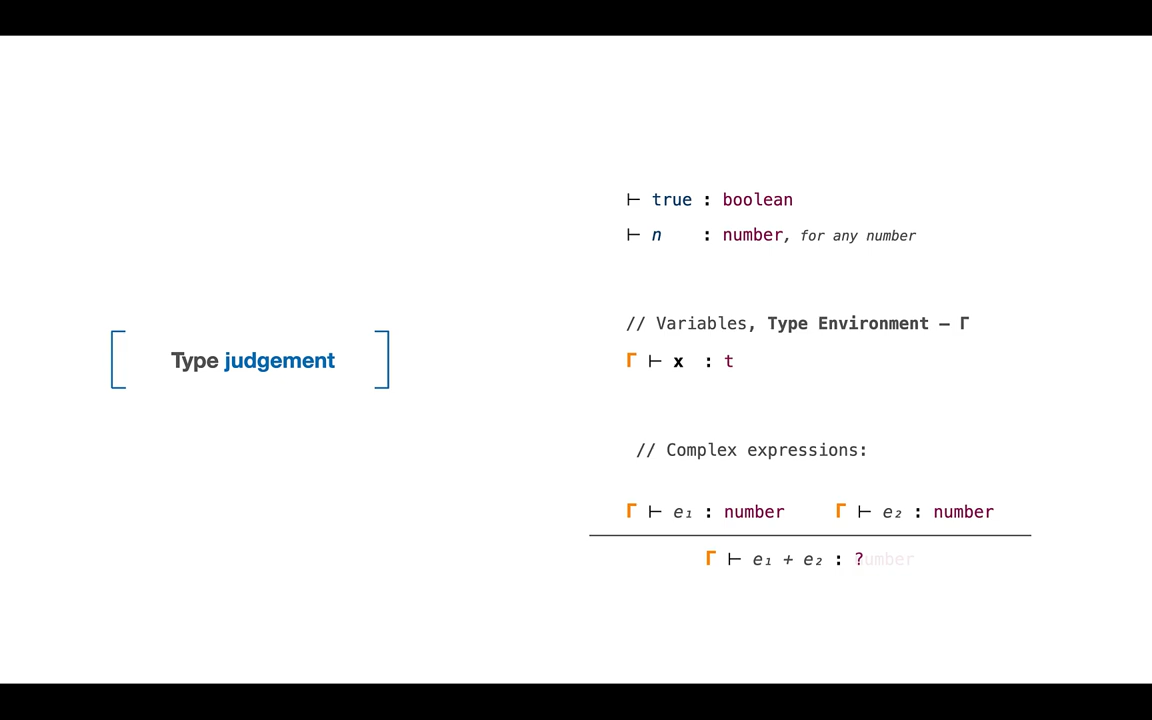 Type judgement
⊢ true : boolean
⊢ n : number, for any number
// Variables, Type Environment – Γ
Γ ⊢ x : t
// Complex expressions:
Γ ⊢ e₁ : number Γ ⊢ e₂ : number
Γ ⊢ e₁ + e₂ : ?umber